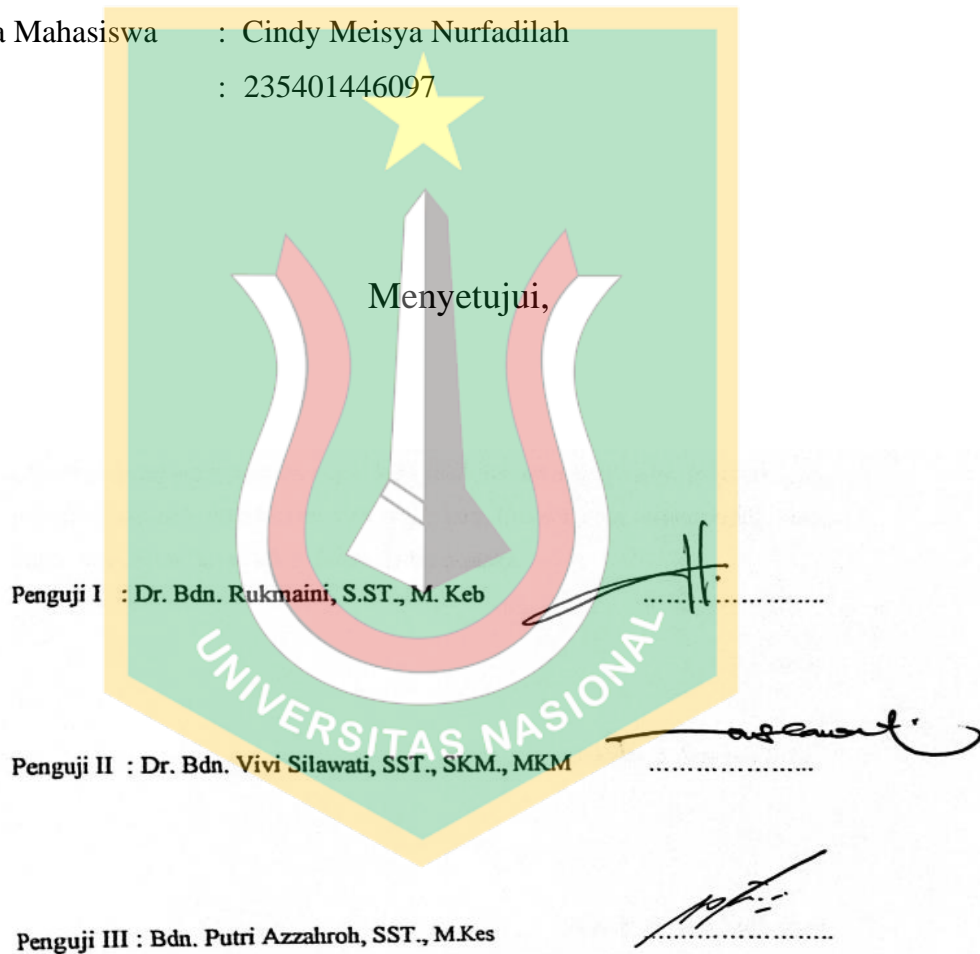 a Mahasiswa : Cindy Meisya Nurfadilah
: 235401446097
Menyetujui,
Penguji I : Dr. Bdn. Rukmaini, S.ST., M. Keb ........................
UNIVERSITAS NASIONAL
Penguji II : Dr. Bdn. Vivi Silawati, SST., SKM., MKM .....................
Penguji III : Bdn. Putri Azzahroh, SST., M.Kes ........................